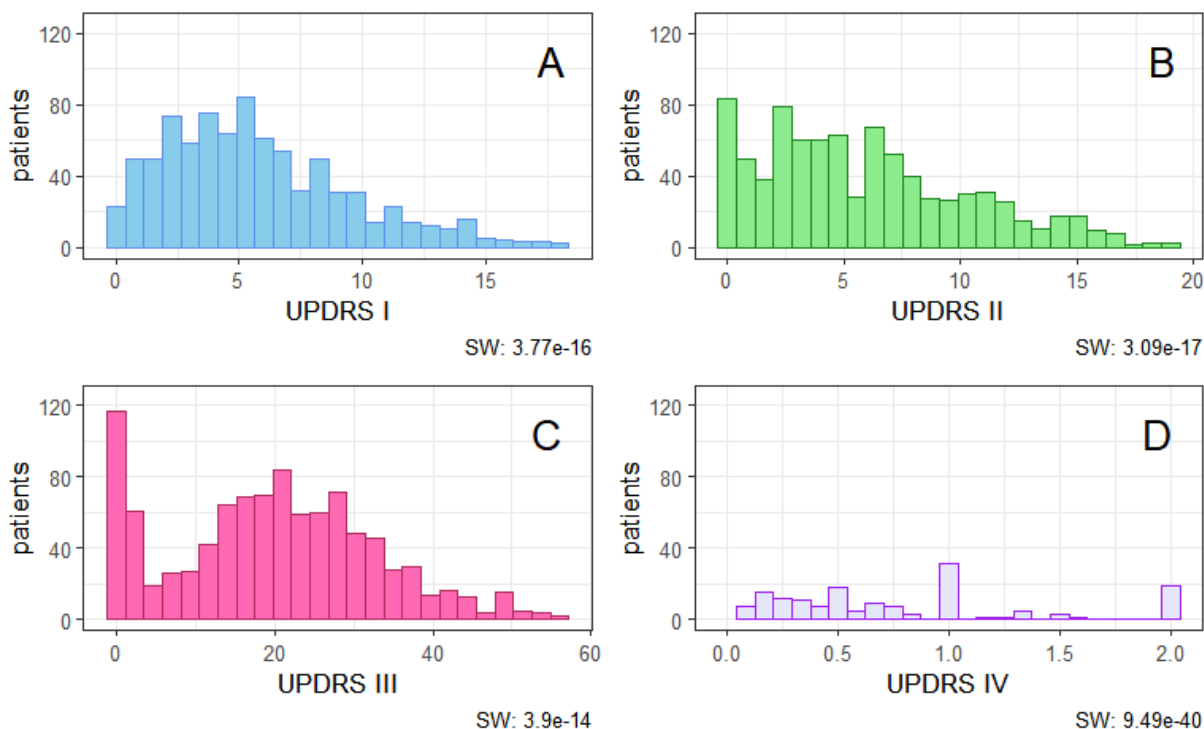 120
80
40
0
patients
A
0
5
10
15
UPDRS I
SW: 3.77e-16
120
80
40
0
patients
B
0
5
10
15
20
UPDRS II
SW: 3.09e-17
120
80
40
0
patients
C
0
20
40
60
UPDRS III
SW: 3.9e-14
120
80
40
0
patients
D
0.0
0.5
1.0
1.5
2.0
UPDRS IV
SW: 9.49e-40